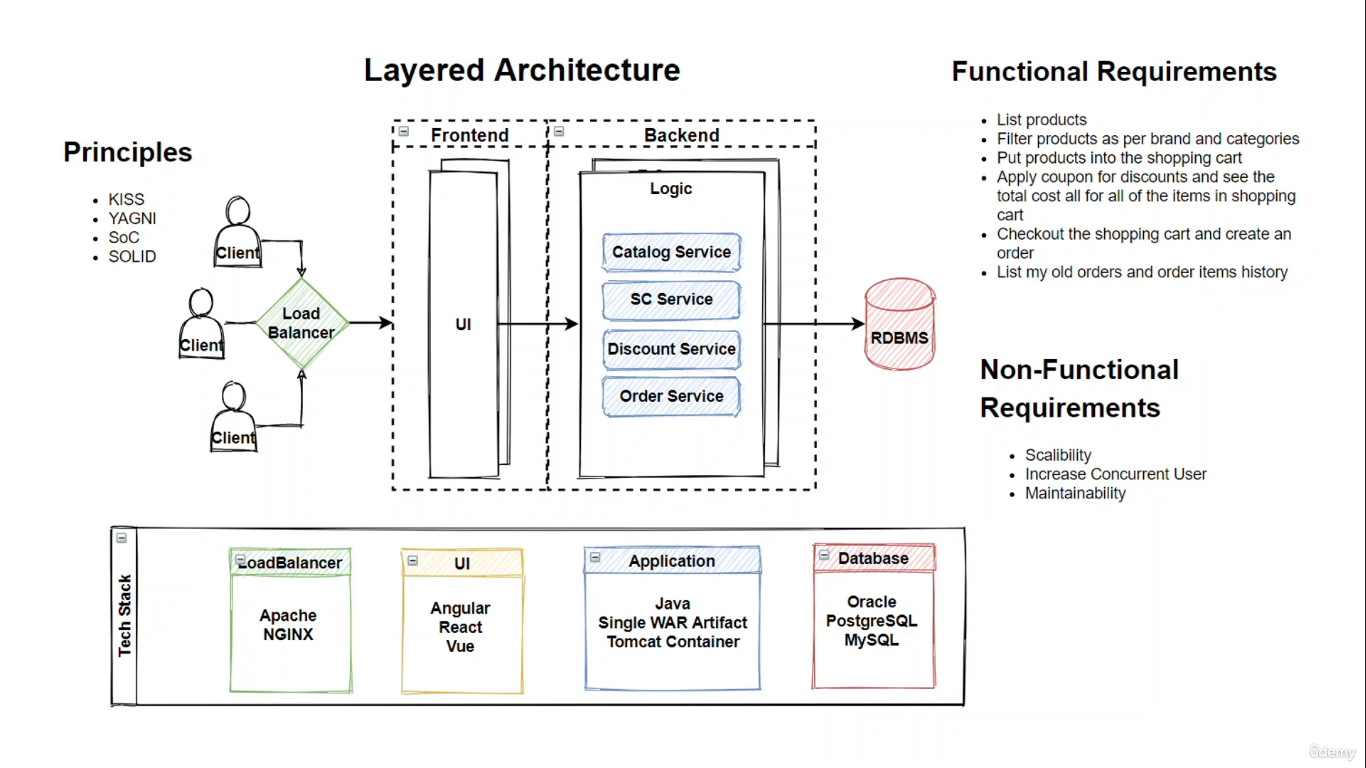 Layered Architecture
Functional Requirements
List products
Filter products as per brand and categories
Put products into the shopping cart
Apply coupon for discounts and see the
total cost all for all of the items in shopping
cart
Checkout the shopping cart and create an
order
List my old orders and order items history
Principles
KISS
YAGNI
SoC
SOLID
Client
Client
Client
Load
Balancer
Frontend
UI
Backend
Logic
Catalog Service
SC Service
Discount Service
Order Service
RDBMS
Non-Functional
Requirements
Scalibility
Increase Concurrent User
Maintainability
Tech Stack
LoadBalancer
Apache
NGINX
UI
Angular
React
Vue
Application
Java
Single WAR Artifact
Tomcat Container
Database
Oracle
PostgreSQL
MySQL
ûdemy